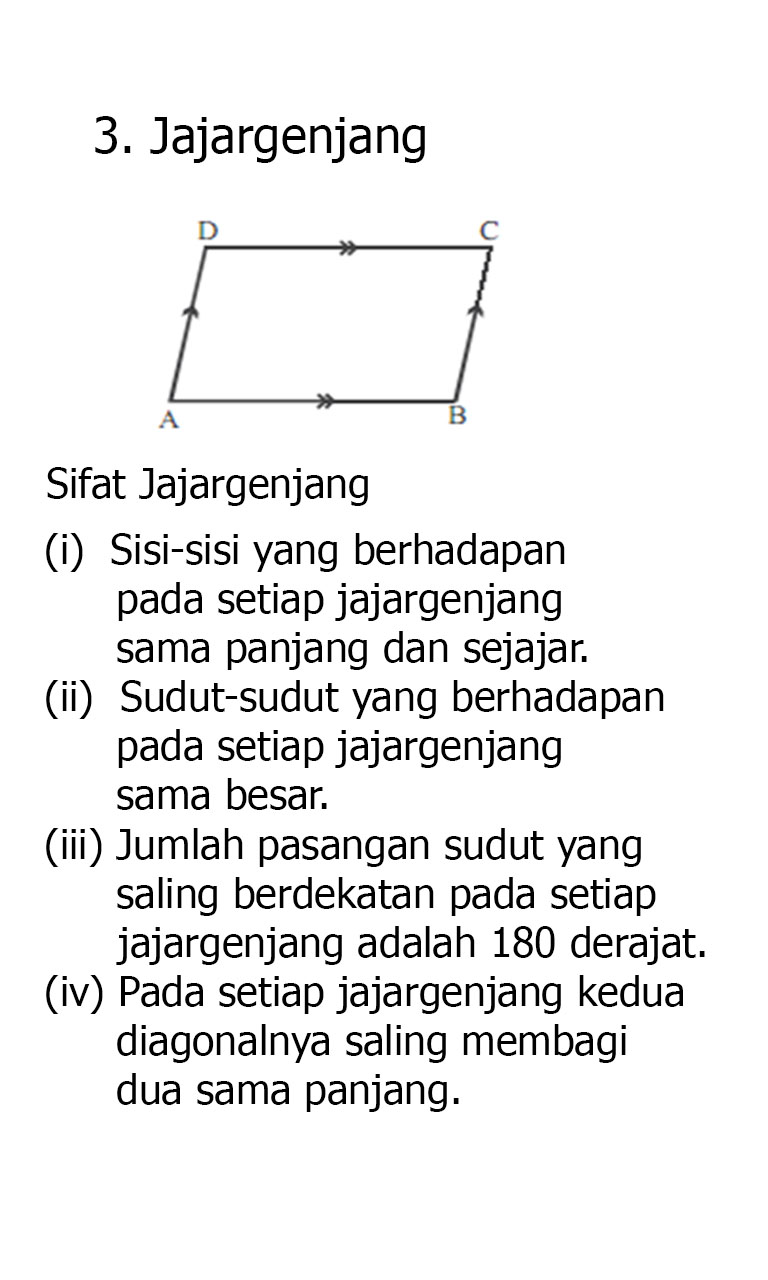 3. Jajargenjang
D C
A B
Sifat Jajargenjang
(i) Sisi-sisi yang berhadapan
pada setiap jajargenjang
sama panjang dan sejajar.
(ii) Sudut-sudut yang berhadapan
pada setiap jajargenjang
sama besar.
(iii) Jumlah pasangan sudut yang
saling berdekatan pada setiap
jajargenjang adalah 180 derajat.
(iv) Pada setiap jajargenjang kedua
diagonalnya saling membagi
dua sama panjang.